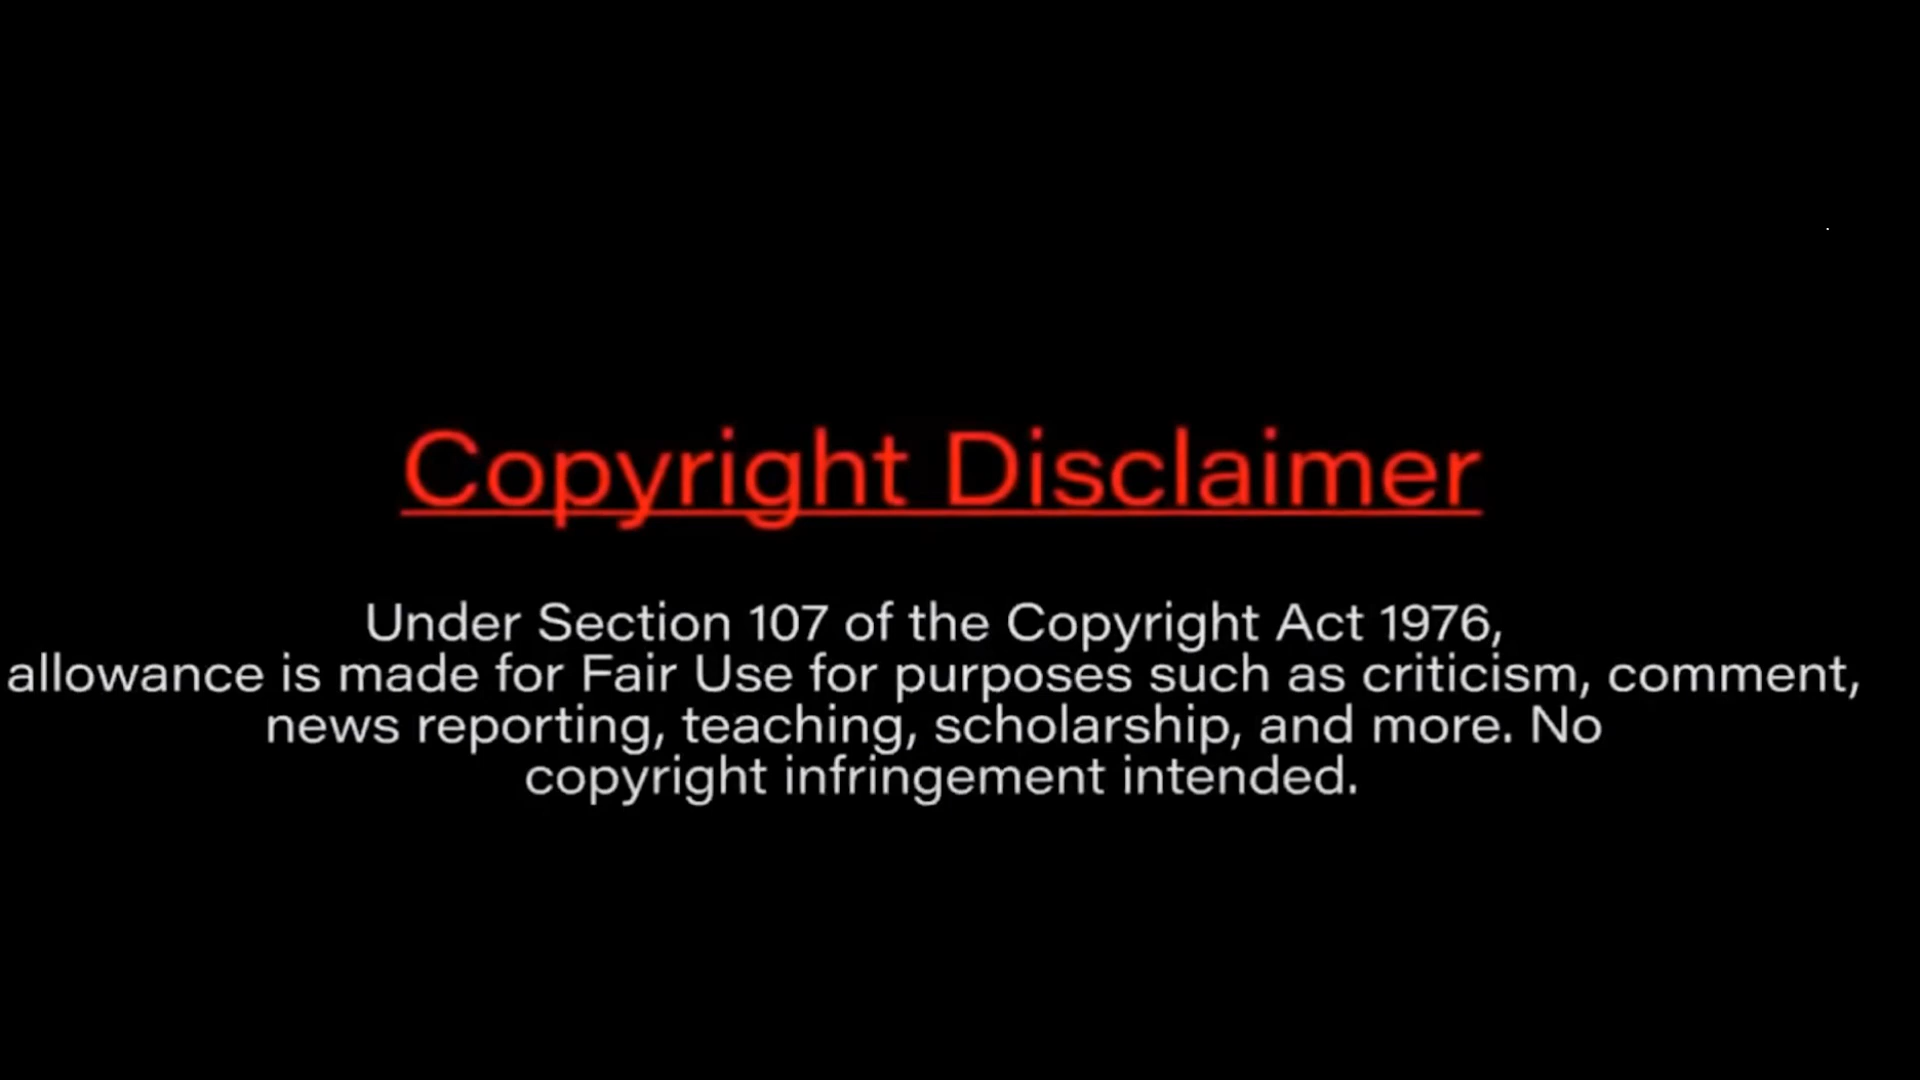 Copyright Disclaimer
Under Section 107 of the Copyright Act 1976,
allowance is made for Fair Use for purposes such as criticism, comment,
news reporting, teaching, scholarship, and more. No
copyright infringement intended.